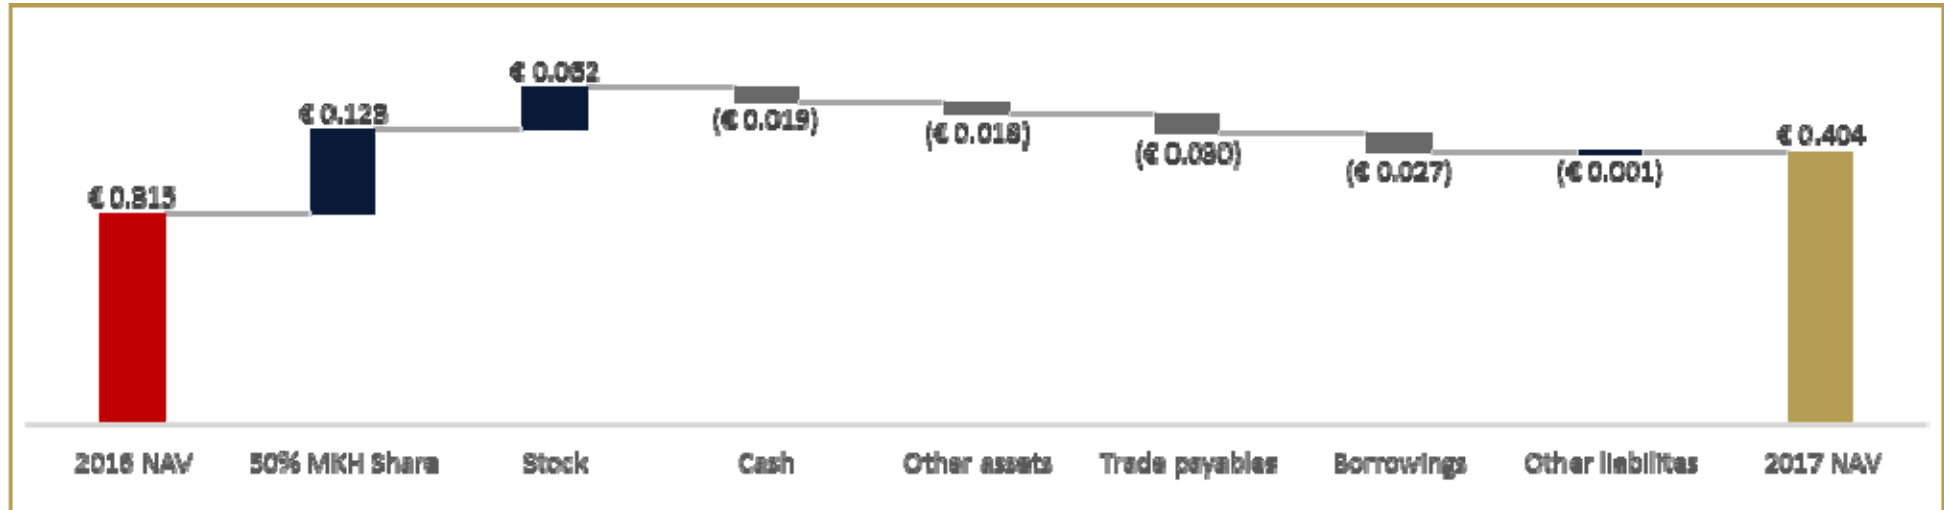 € 0.315
€ 0.123
€ 0.062
(€ 0.019)
(€ 0.018)
(€ 0.030)
(€ 0.027)
(€ 0.001)
€ 0.404
2016 NAV
50% MKH Share
Stock
Cash
Other assets
Trade payables
Borrowings
Other liabilites
2017 NAV